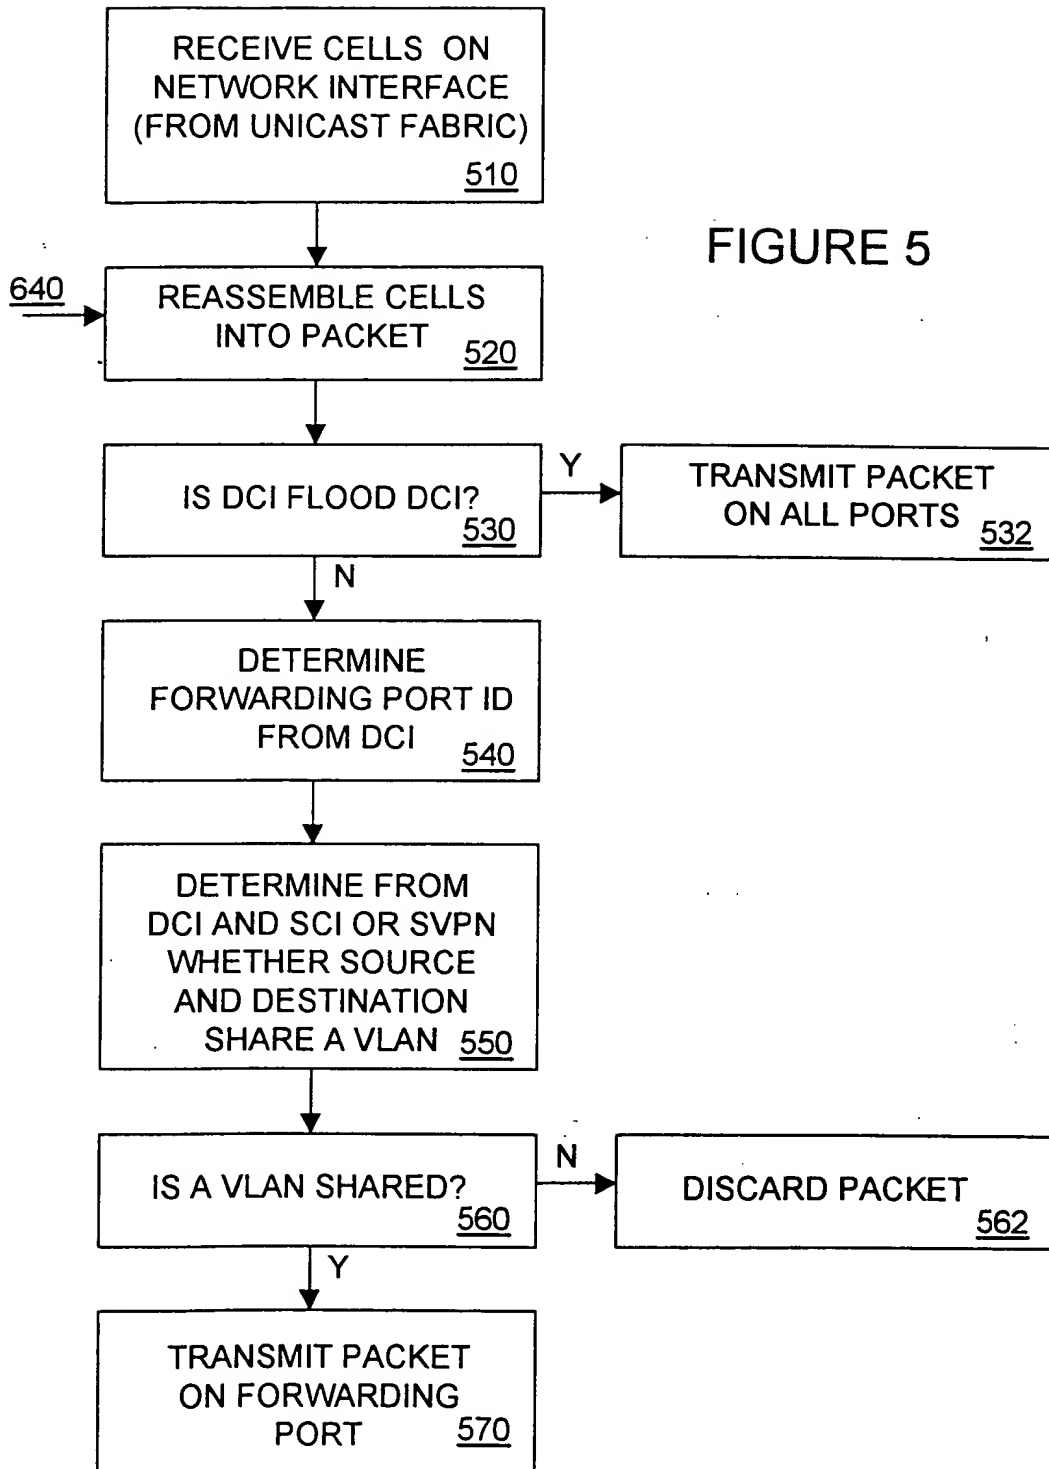 RECEIVE CELLS ON
NETWORK INTERFACE
(FROM UNICAST FABRIC)
510
FIGURE 5
640
REASSEMBLE CELLS
INTO PACKET
520
IS DCI FLOOD DCI?
530
Y
TRANSMIT PACKET
ON ALL PORTS
532
N
DETERMINE
FORWARDING PORT ID
FROM DCI
540
DETERMINE FROM
DCI AND SCI OR SVPN
WHETHER SOURCE
AND DESTINATION
SHARE A VLAN 550
IS A VLAN SHARED?
560
N
DISCARD PACKET
562
Y
TRANSMIT PACKET
ON FORWARDING
PORT 570